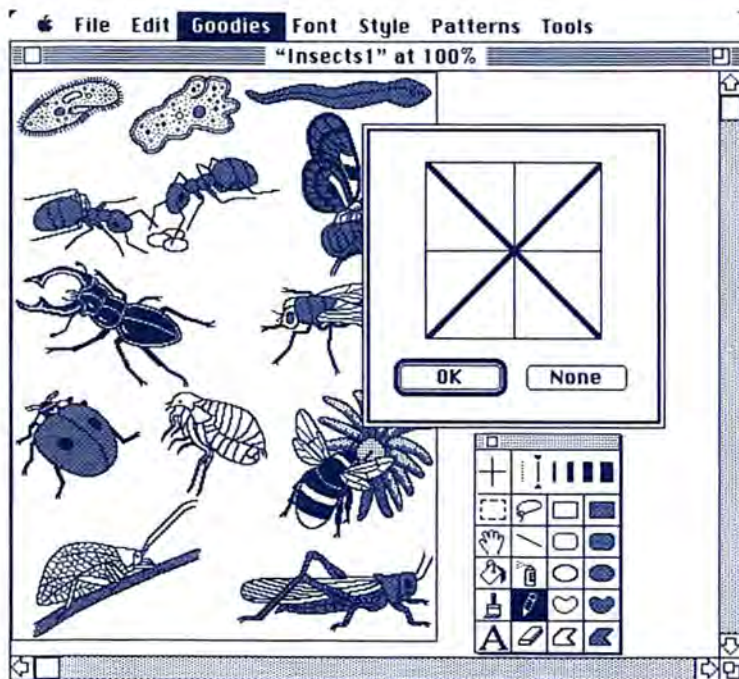 File Edit Goodies Font Style Patterns Tools
“Insects1” at 100%
OK None
A